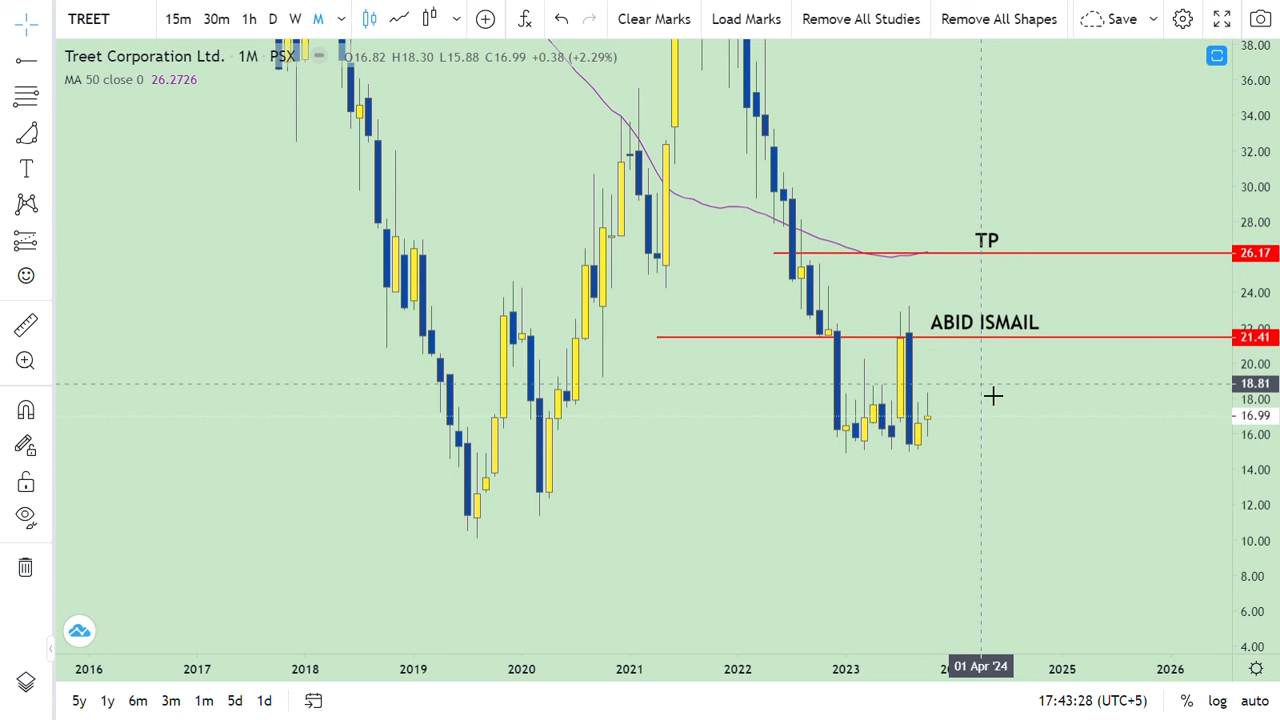 TREET 15m 30m 1h D W M Clear Marks Load Marks Remove All Studies Remove All Shapes Save
Treet Corporation Ltd. · 1M · PSX O16.82 H18.30 L15.88 C16.99 +0.38 (+2.29%)
MA 50 close 0 26.2726
38.00
36.00
34.00
32.00
30.00
28.00
TP
26.17
24.00
ABID ISMAIL
21.41
20.00
18.81
18.00
16.99
16.00
14.00
12.00
10.00
8.00
6.00
4.00
2016 2017 2018 2019 2020 2021 2022 2023 01 Apr '24 2025 2026
5y 1y 6m 3m 1m 5d 1d 17:43:28 (UTC+5) % log auto